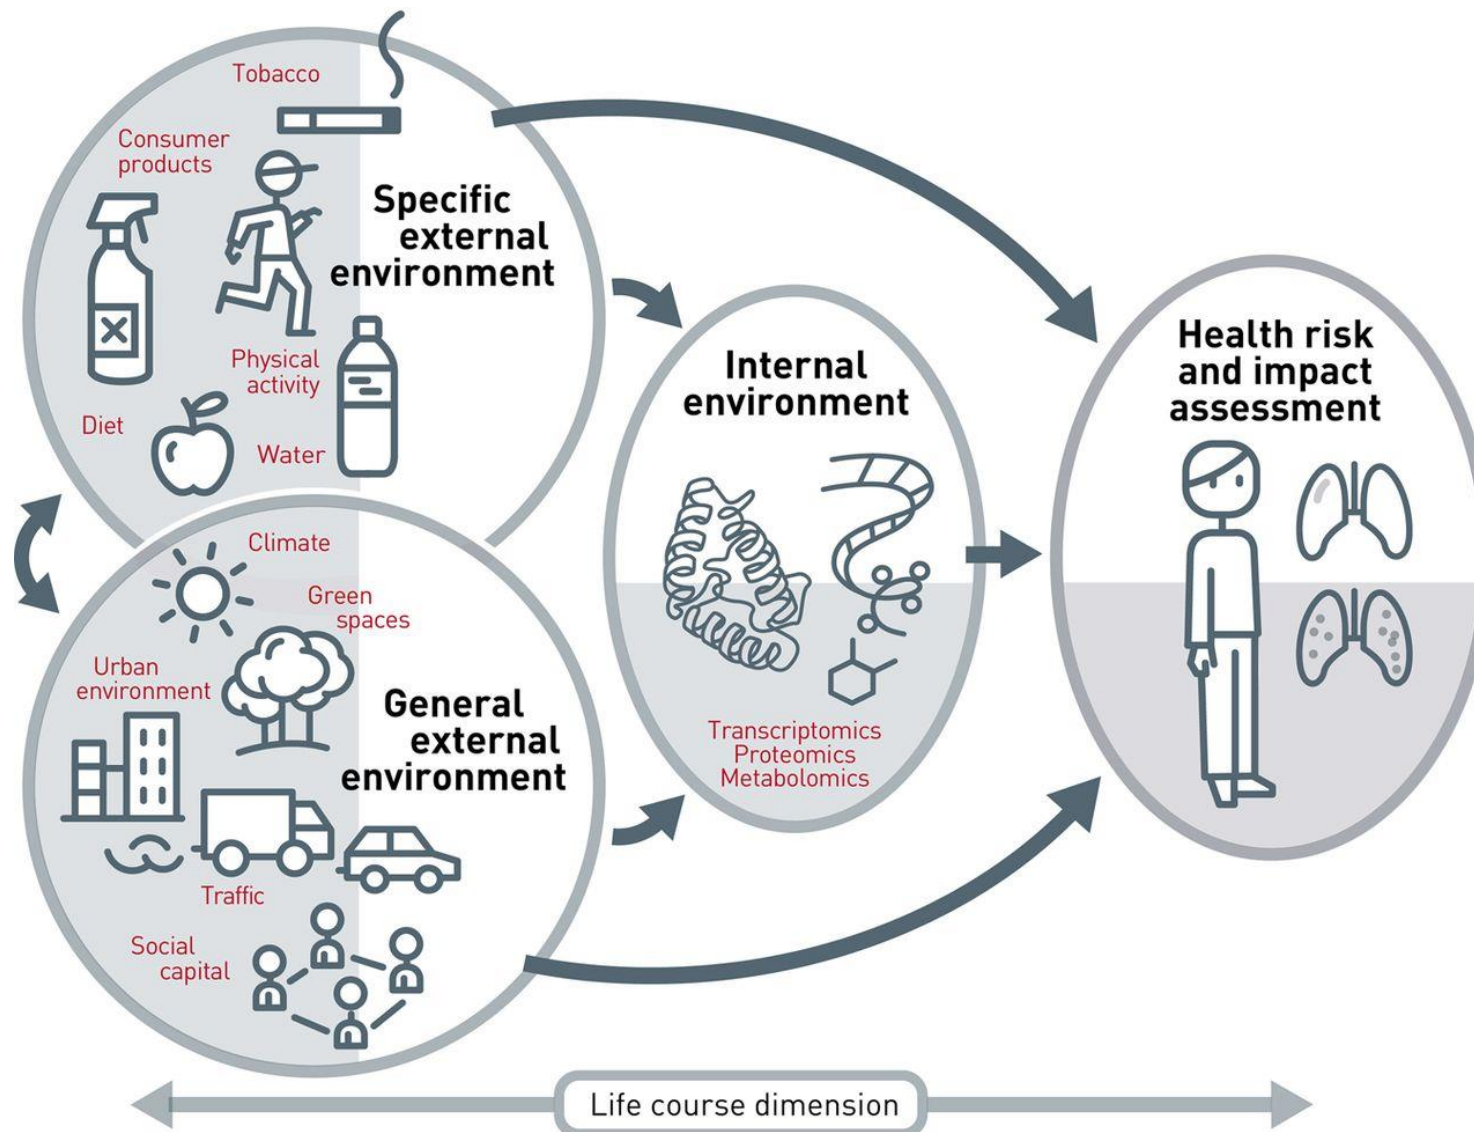 Tobacco
Consumer
products
Specific
external
environment
Physical
activity
Diet
Water
Climate
Green
spaces
Urban
environment
General
external
environment
Traffic
Social
capital
Internal
environment
Transcriptomics
Proteomics
Metabolomics
Health risk
and impact
assessment
Life course dimension